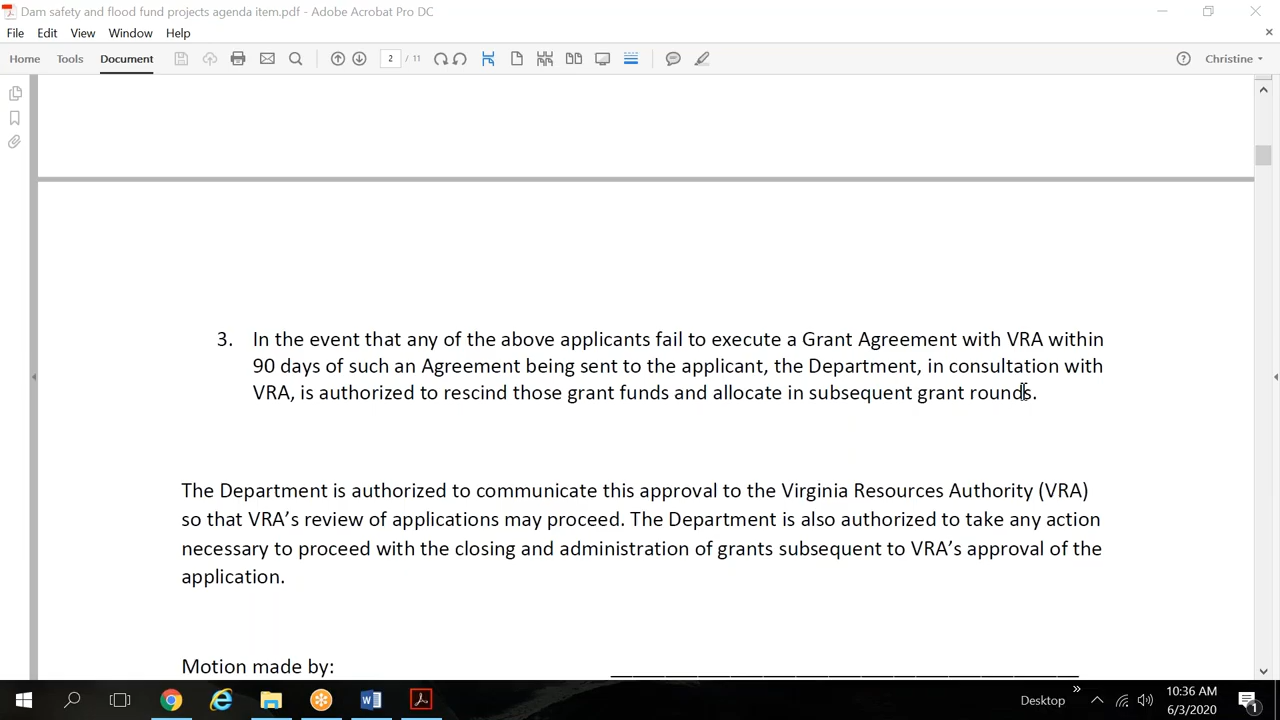 Dam safety and flood fund projects agenda item.pdf - Adobe Acrobat Pro DC
File Edit View Window Help
Home Tools Document 2 / 11 Christine
3. In the event that any of the above applicants fail to execute a Grant Agreement with VRA within
90 days of such an Agreement being sent to the applicant, the Department, in consultation with
VRA, is authorized to rescind those grant funds and allocate in subsequent grant rounds.
The Department is authorized to communicate this approval to the Virginia Resources Authority (VRA)
so that VRA’s review of applications may proceed. The Department is also authorized to take any action
necessary to proceed with the closing and administration of grants subsequent to VRA’s approval of the
application.
Motion made by:
Desktop
10:36 AM
6/3/2020
1